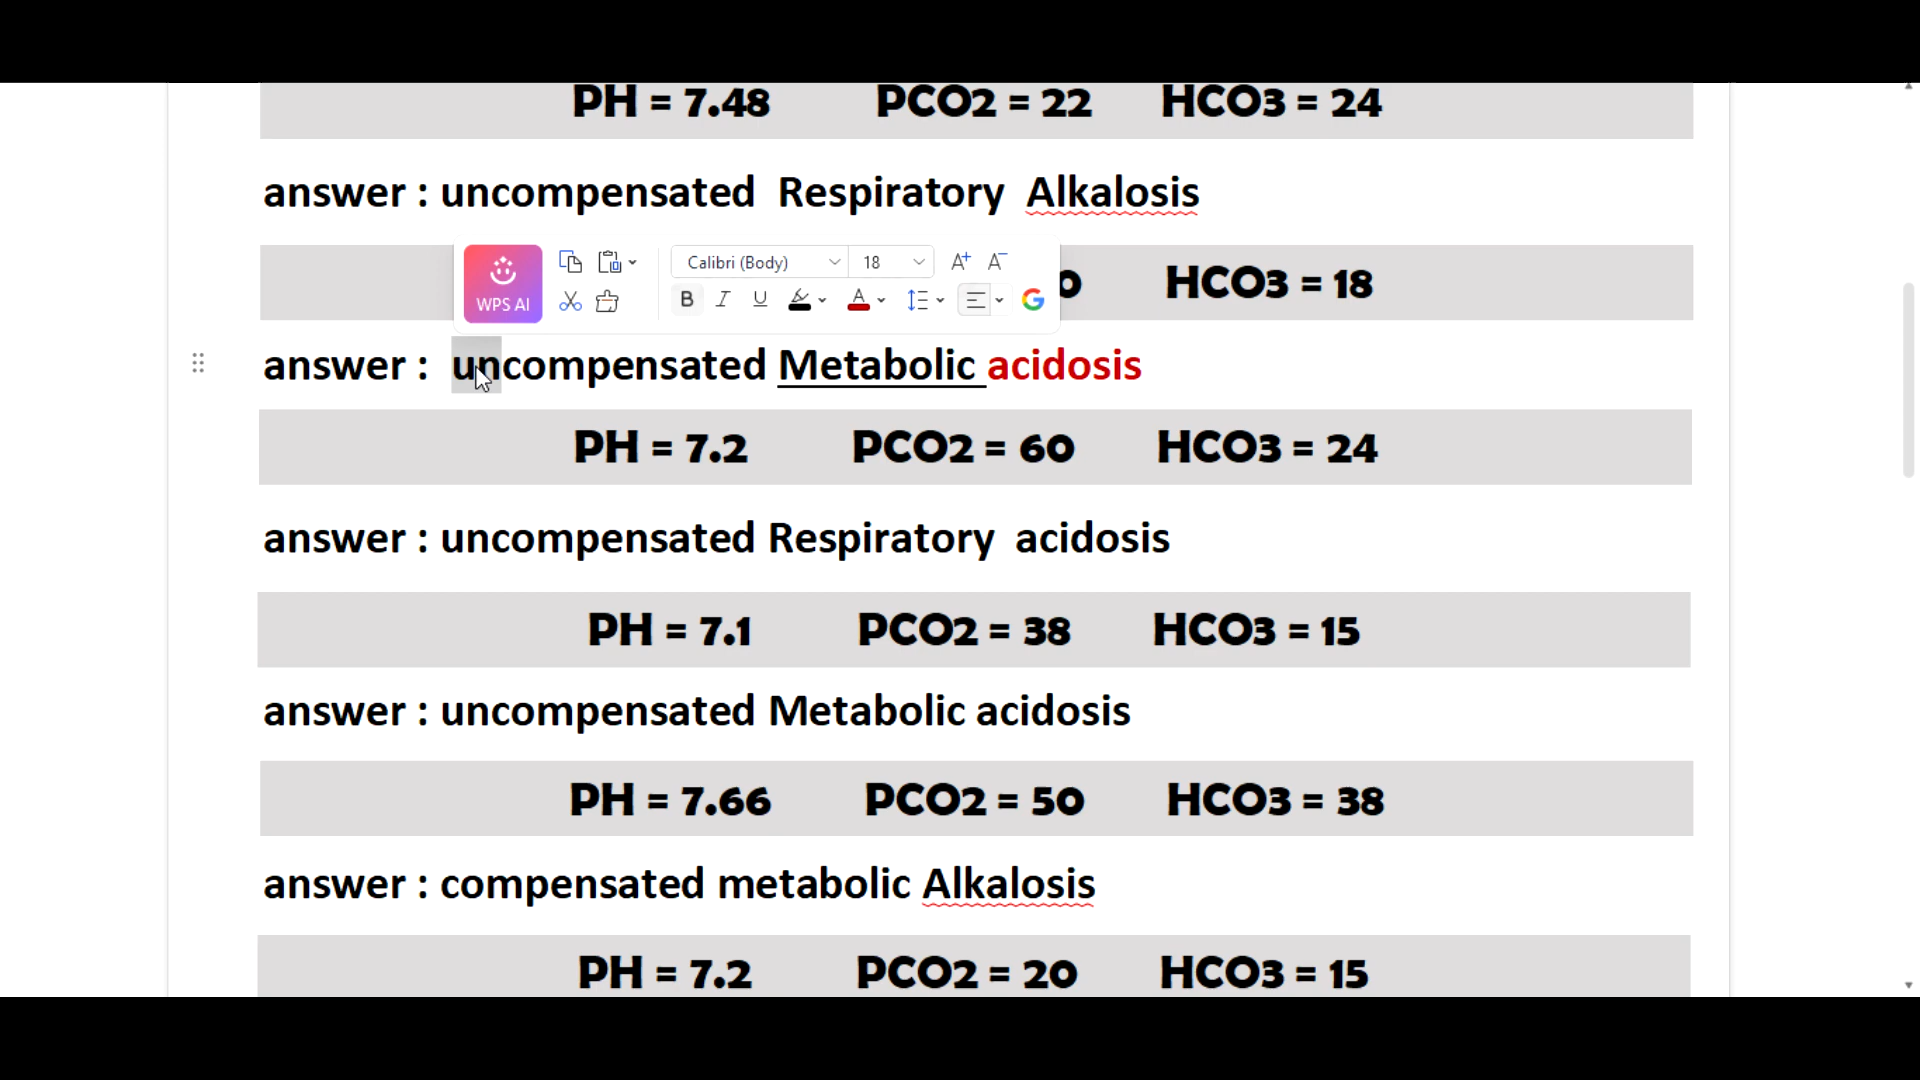 PH = 7.48 PCO2 = 22 HCO3 = 24
answer : uncompensated Respiratory Alkalosis
WPS AI
Calibri (Body) 18
0 HCO3 = 18
answer : uncompensated Metabolic acidosis
PH = 7.2 PCO2 = 60 HCO3 = 24
answer : uncompensated Respiratory acidosis
PH = 7.1 PCO2 = 38 HCO3 = 15
answer : uncompensated Metabolic acidosis
PH = 7.66 PCO2 = 50 HCO3 = 38
answer : compensated metabolic Alkalosis
PH = 7.2 PCO2 = 20 HCO3 = 15